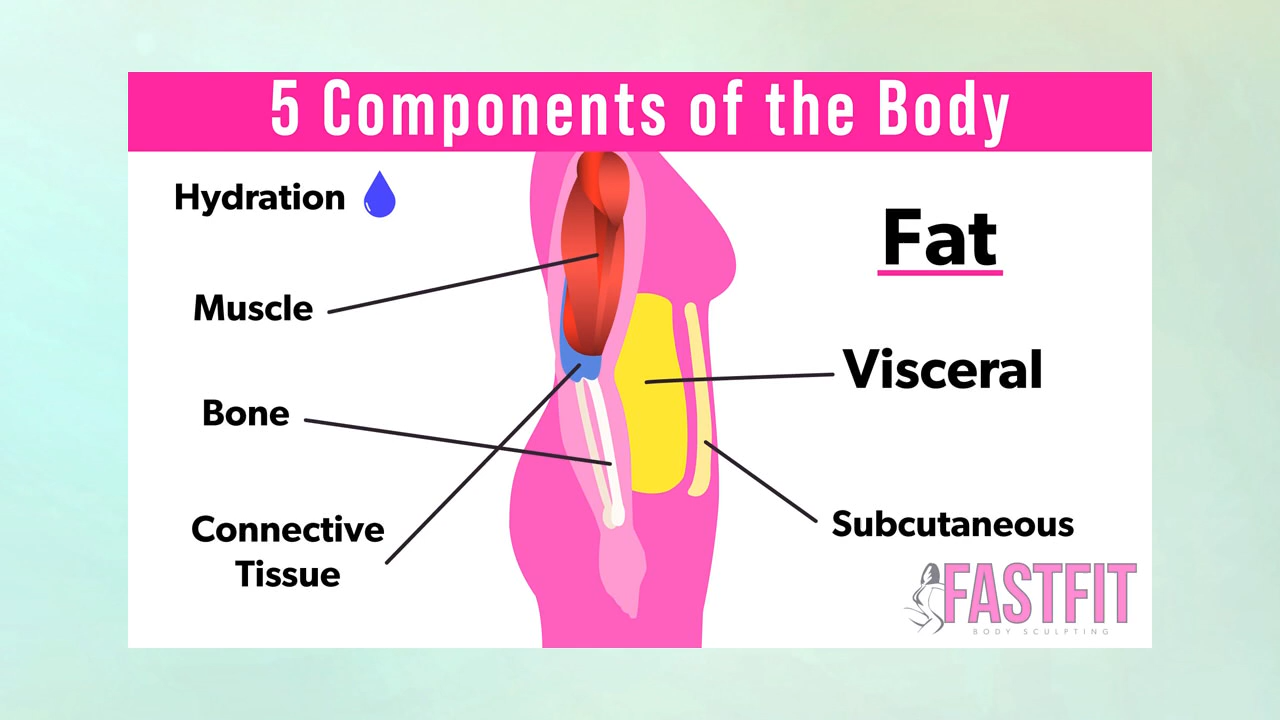 5 Components of the Body
Hydration
Muscle
Bone
Connective
Tissue
Fat
Visceral
Subcutaneous
FASTFIT
BODY SCULPTING